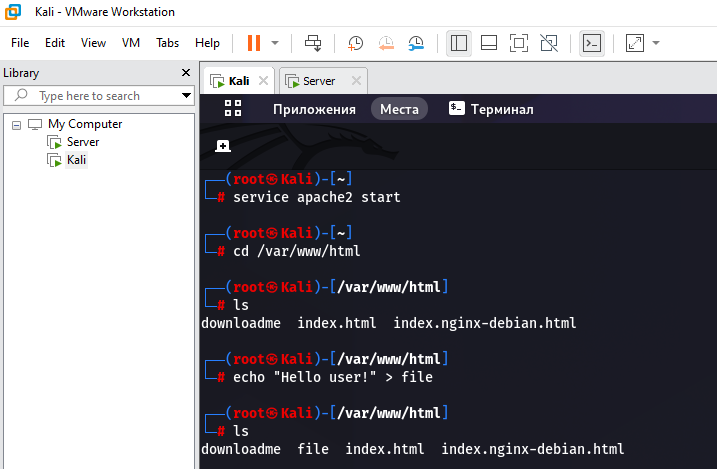 Kali - VMware Workstation
File Edit View VM Tabs Help
Library
Type here to search
My Computer
Server
Kali
Kali Server
Приложения Места Терминал
┌──(root㉿Kali)-[~]
└─# service apache2 start
┌──(root㉿Kali)-[~]
└─# cd /var/www/html
┌──(root㉿Kali)-[/var/www/html]
└─# ls
downloadme index.html index.nginx-debian.html
┌──(root㉿Kali)-[/var/www/html]
└─# echo "Hello user!" > file
┌──(root㉿Kali)-[/var/www/html]
└─# ls
downloadme file index.html index.nginx-debian.html